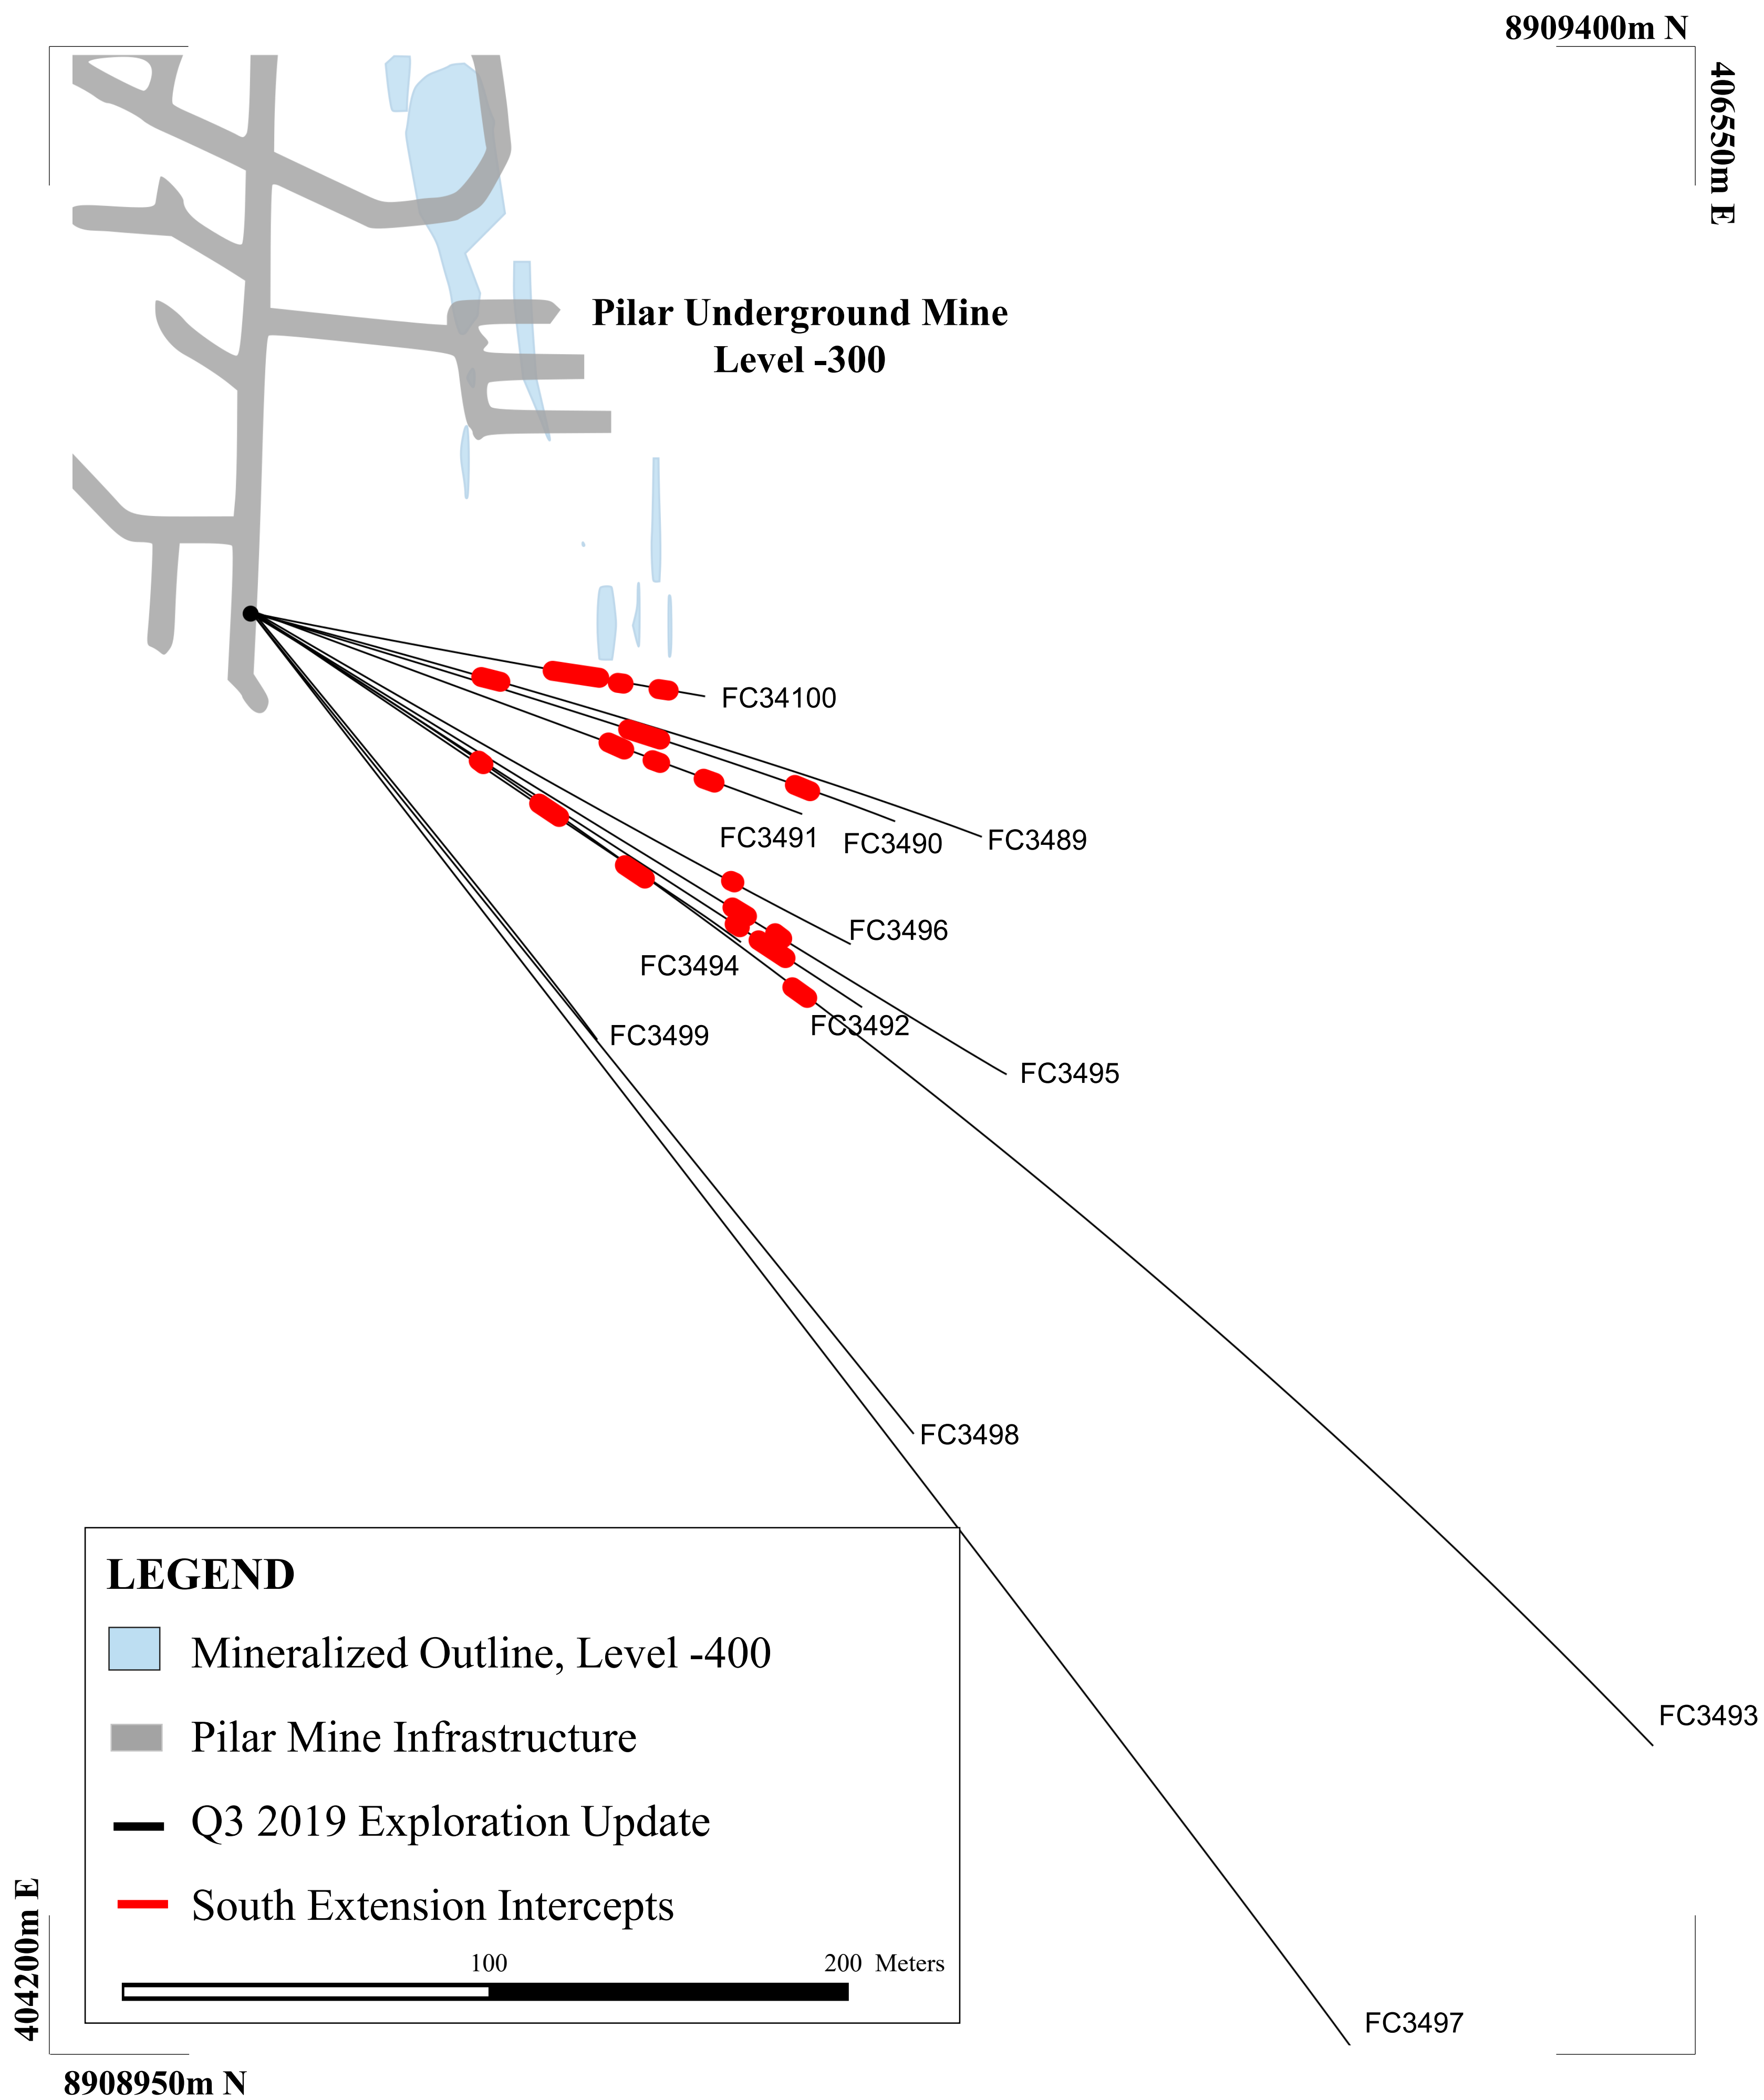 8909400m N
406550m E
Pilar Underground Mine
Level -300
FC34100
FC3491
FC3490
FC3489
FC3496
FC3494
FC3492
FC3499
FC3495
FC3498
LEGEND
Mineralized Outline, Level -400
Pilar Mine Infrastructure
FC3493
Q3 2019 Exploration Update
South Extension Intercepts
100
200 Meters
404200m E
FC3497
8908950m N